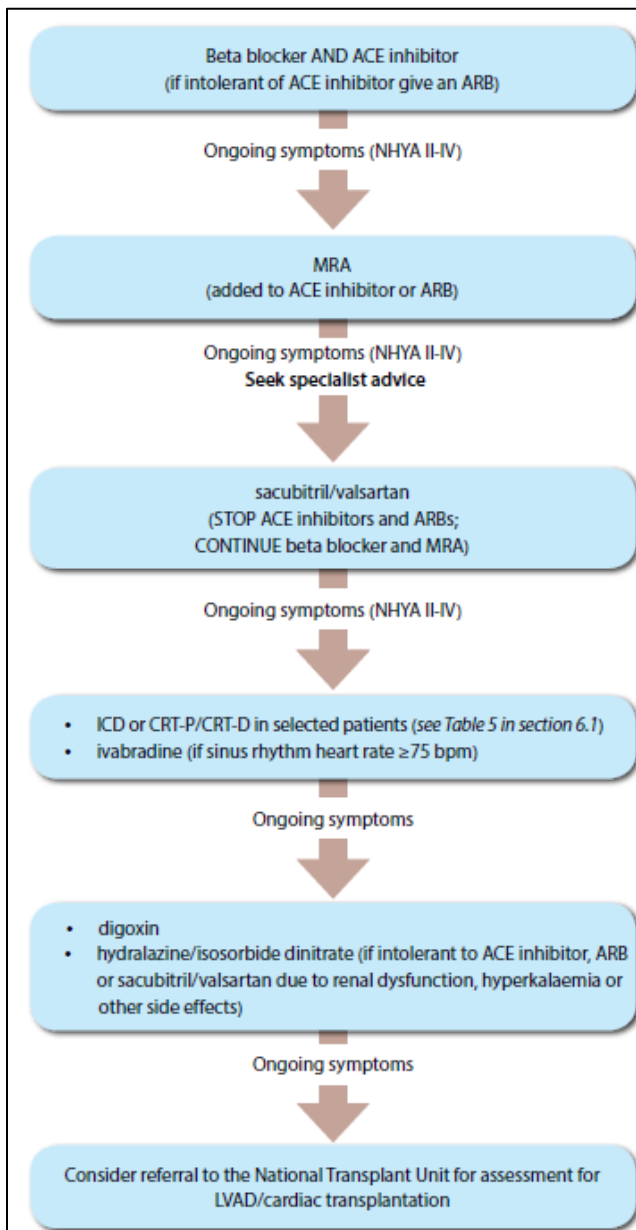 Beta blocker AND ACE inhibitor
(if intolerant of ACE inhibitor give an ARB)
Ongoing symptoms (NHYA II-IV)
MRA
(added to ACE inhibitor or ARB)
Ongoing symptoms (NHYA II-IV)
Seek specialist advice
sacubitril/valsartan
(STOP ACE inhibitors and ARBs;
CONTINUE beta blocker and MRA)
Ongoing symptoms (NHYA II-IV)
• ICD or CRT-P/CRT-D in selected patients (see Table 5 in section 6.1)
• ivabradine (if sinus rhythm heart rate ≥75 bpm)
Ongoing symptoms
• digoxin
• hydralazine/isosorbide dinitrate (if intolerant to ACE inhibitor, ARB
or sacubitril/valsartan due to renal dysfunction, hyperkalaemia or
other side effects)
Ongoing symptoms
Consider referral to the National Transplant Unit for assessment for
LVAD/cardiac transplantation